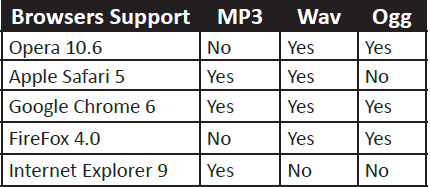 Browsers Support MP3 Wav Ogg
Opera 10.6 No Yes Yes
Apple Safari 5 Yes Yes No
Google Chrome 6 Yes Yes Yes
FireFox 4.0 No Yes Yes
Internet Explorer 9 Yes No No